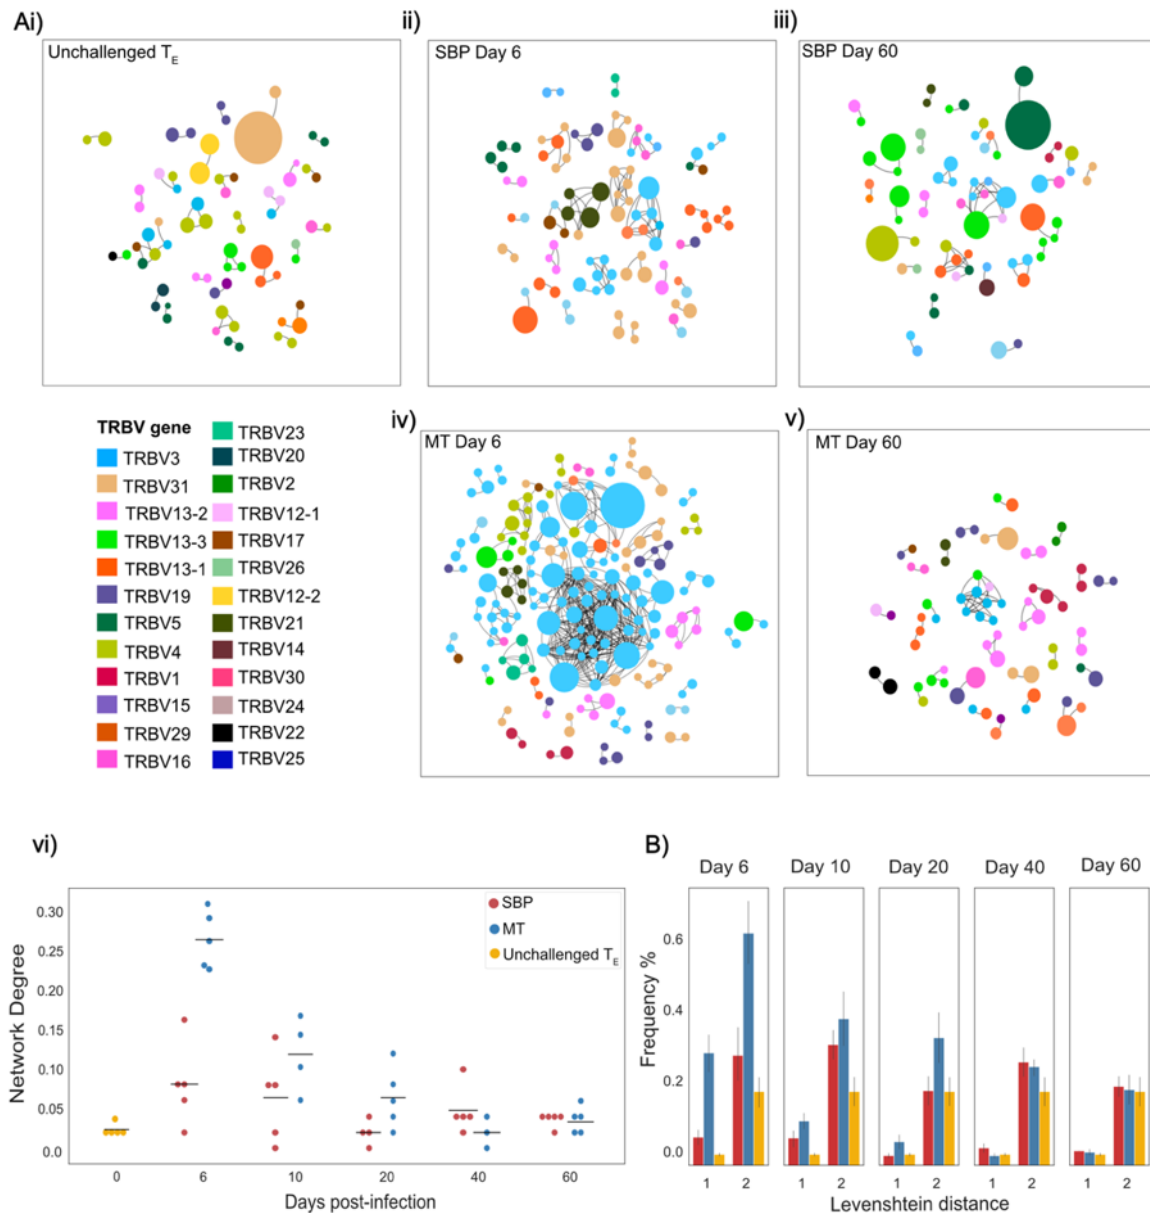 Ai)
ii)
iii)
Unchallenged TE
SBP Day 6
SBP Day 60
iv)
v)
MT Day 6
MT Day 60
TRBV gene
TRBV3
TRBV31
TRBV13-2
TRBV13-3
TRBV13-1
TRBV19
TRBV5
TRBV4
TRBV1
TRBV15
TRBV29
TRBV16
TRBV23
TRBV20
TRBV2
TRBV12-1
TRBV17
TRBV26
TRBV12-2
TRBV21
TRBV14
TRBV30
TRBV24
TRBV22
TRBV25
vi)
Network Degree
0.30
0.25
0.20
0.15
0.10
0.05
0.0
0 6 10 20 40 60
Days post-infection
SBP
MT
Unchallenged TE
B)
Day 6 Day 10 Day 20 Day 40 Day 60
Frequency %
0.6
0.4
0.2
0.0
1 2 1 2 1 2 1 2 1 2
Levenshtein distance